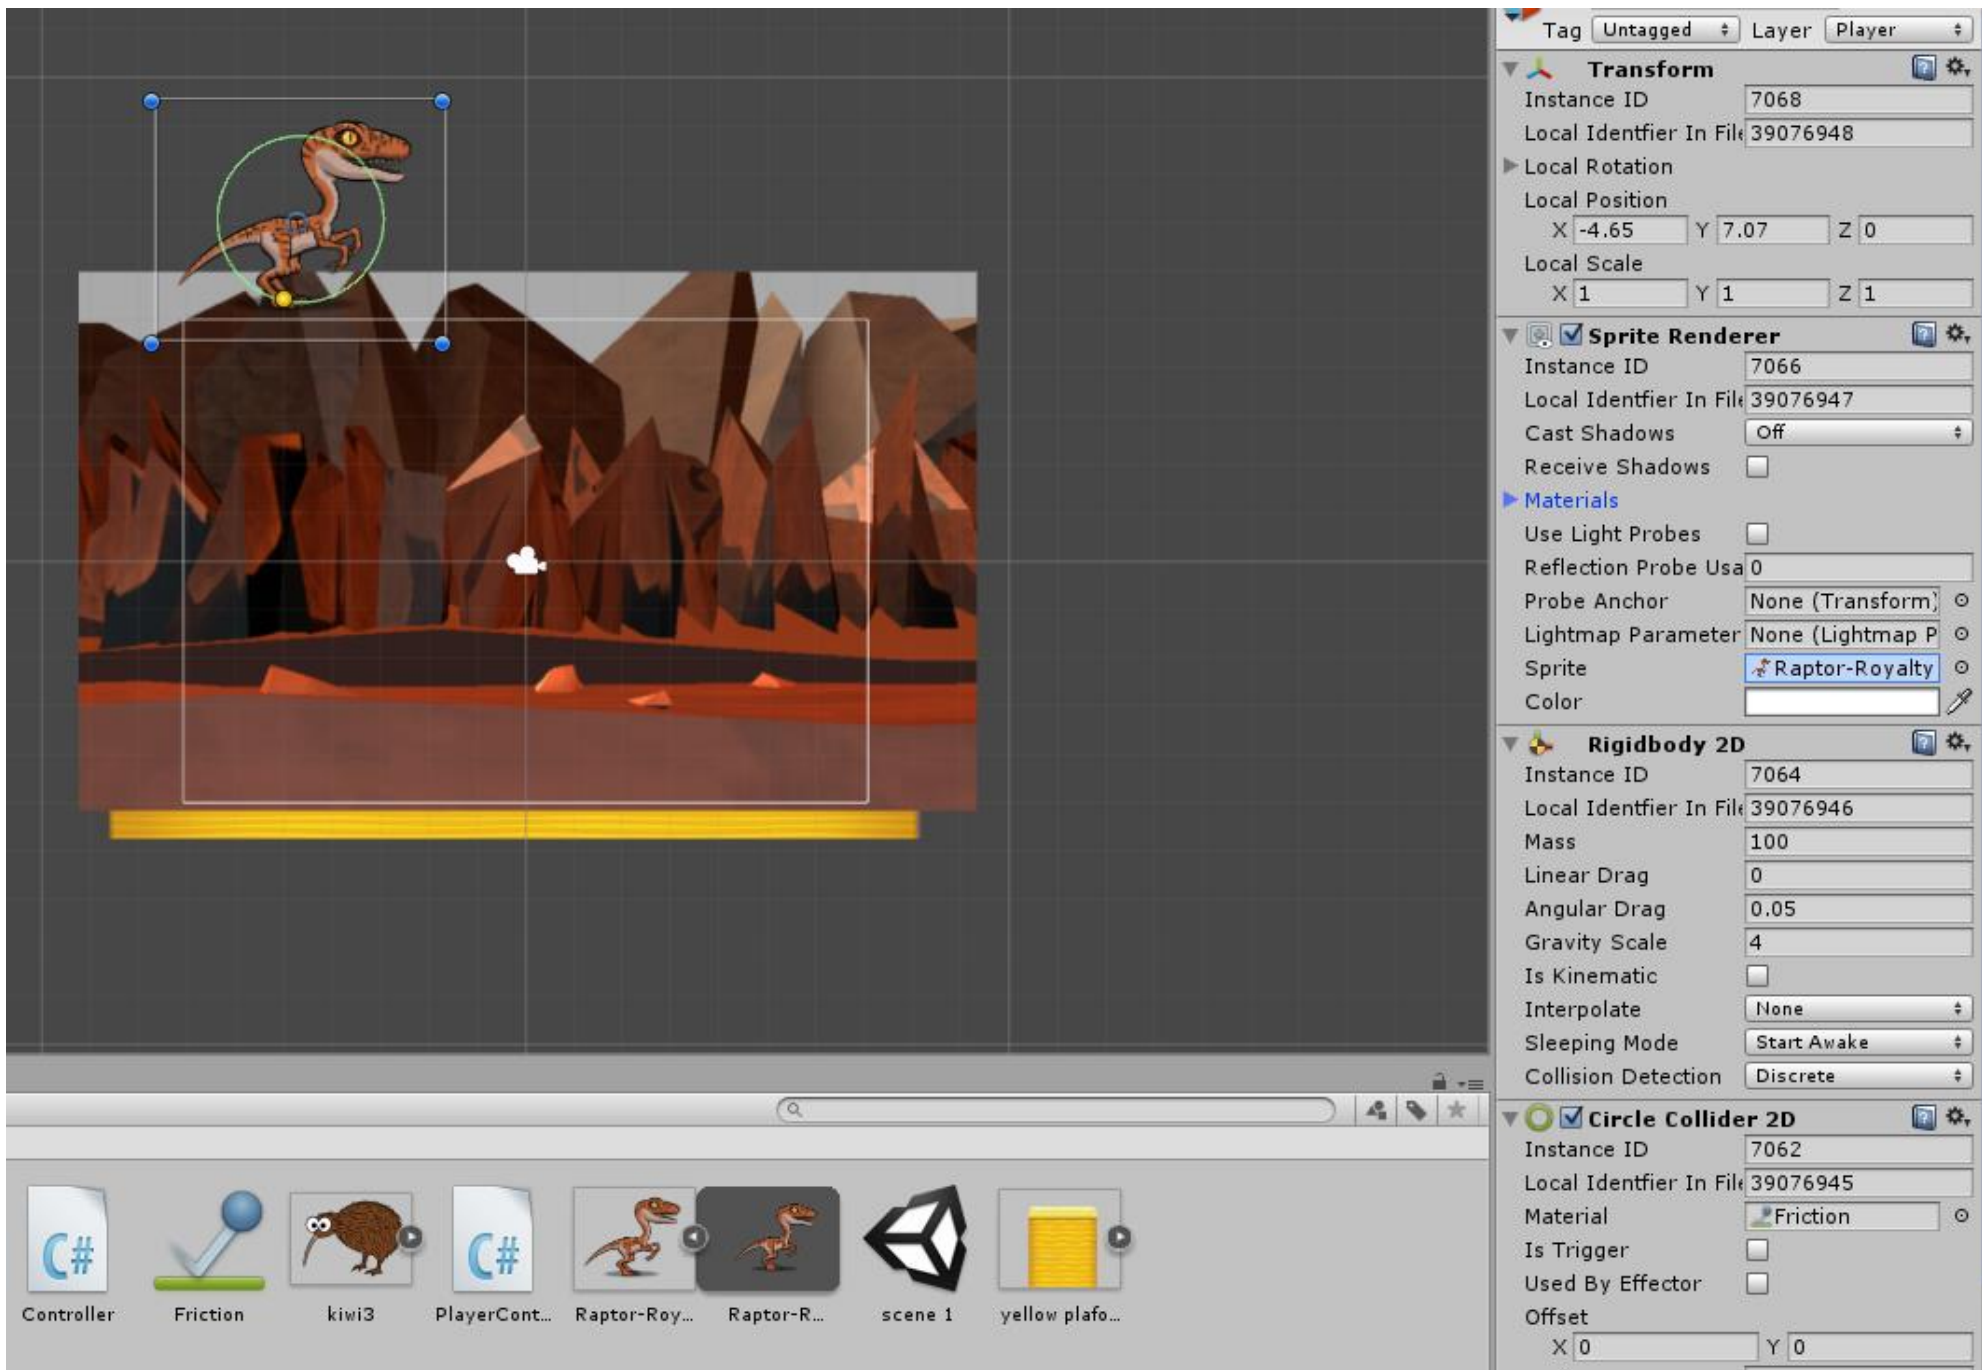 Tag Untagged Layer Player
Transform
Instance ID 7068
Local Identfier In File 39076948
Local Rotation
Local Position
X -4.65 Y 7.07 Z 0
Local Scale
X 1 Y 1 Z 1
Sprite Renderer
Instance ID 7066
Local Identfier In File 39076947
Cast Shadows Off
Receive Shadows
Materials
Use Light Probes
Reflection Probe Usa 0
Probe Anchor None (Transform)
Lightmap Parameter None (Lightmap P
Sprite Raptor-Royalty
Color
Rigidbody 2D
Instance ID 7064
Local Identfier In File 39076946
Mass 100
Linear Drag 0
Angular Drag 0.05
Gravity Scale 4
Is Kinematic
Interpolate None
Sleeping Mode Start Awake
Collision Detection Discrete
Circle Collider 2D
Instance ID 7062
Local Identfier In File 39076945
Material Friction
Is Trigger
Used By Effector
Offset
X 0 Y 0
C# C#
Controller Friction kiwi3 PlayerCont... Raptor-Roy... Raptor-R... scene 1 yellow plafo...